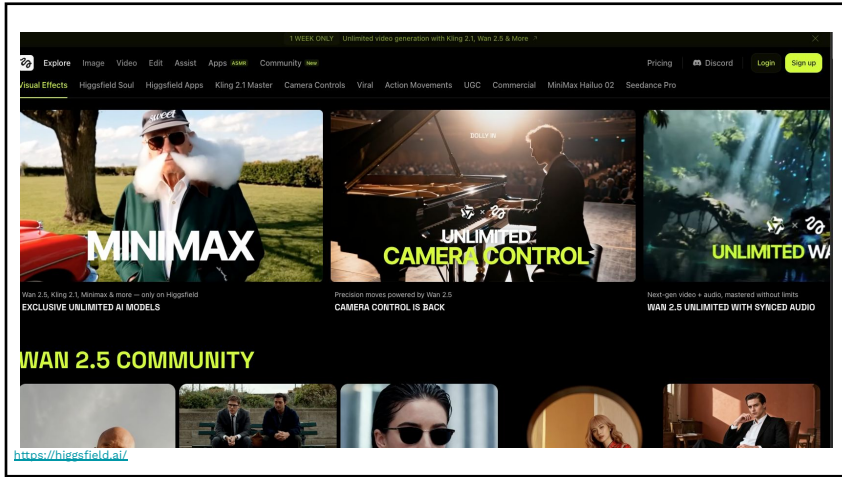 1 WEEK ONLY Unlimited video generation with Kling 2.1, Wan 2.5 & More
Explore Image Video Edit Assist Apps ASMR Community New Pricing Discord Login Sign up
Visual Effects Higgsfield Soul Higgsfield Apps Kling 2.1 Master Camera Controls Viral Action Movements UGC Commercial MiniMax Hailuo 02 Seedance Pro
sweet
MINIMAX
DOLLY IN
UNLIMITED
CAMERA CONTROL
UNLIMITED WA
Wan 2.5, Kling 2.1, Minimax & more — only on Higgsfield
EXCLUSIVE UNLIMITED AI MODELS
Precision moves powered by Wan 2.5
CAMERA CONTROL IS BACK
Next-gen video + audio, mastered without limits
WAN 2.5 UNLIMITED WITH SYNCED AUDIO
WAN 2.5 COMMUNITY
https://higgsfield.ai/